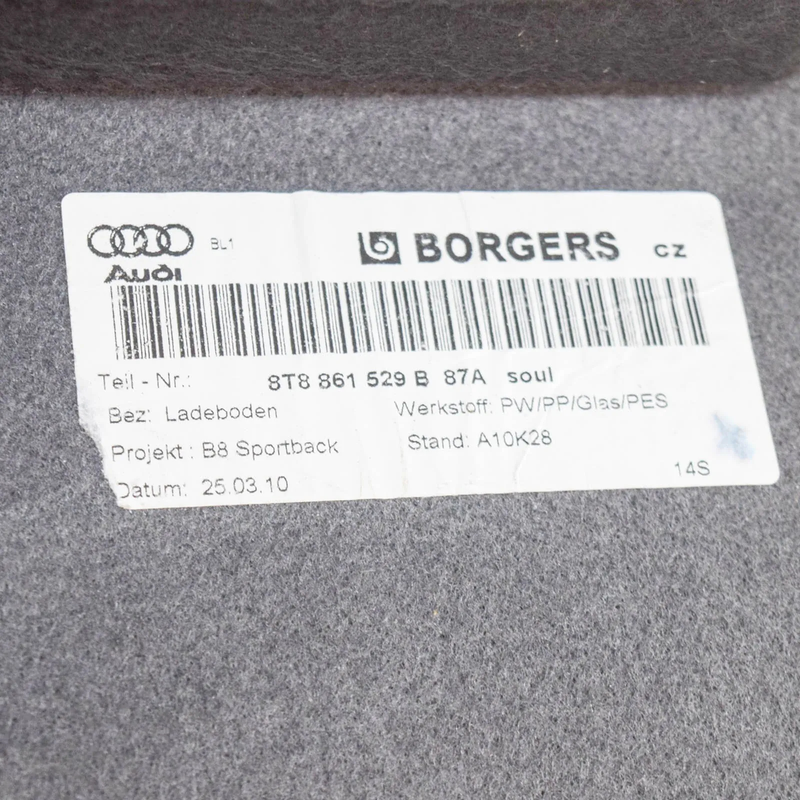 BL1 BORGERS CZ
Audi
Teil - Nr.: 8T8 861 529 B 87A soul
Bez: Ladeboden Werkstoff: PW/PP/Glas/PES
Projekt : B8 Sportback Stand: A10K28
Datum: 25.03.10 14S